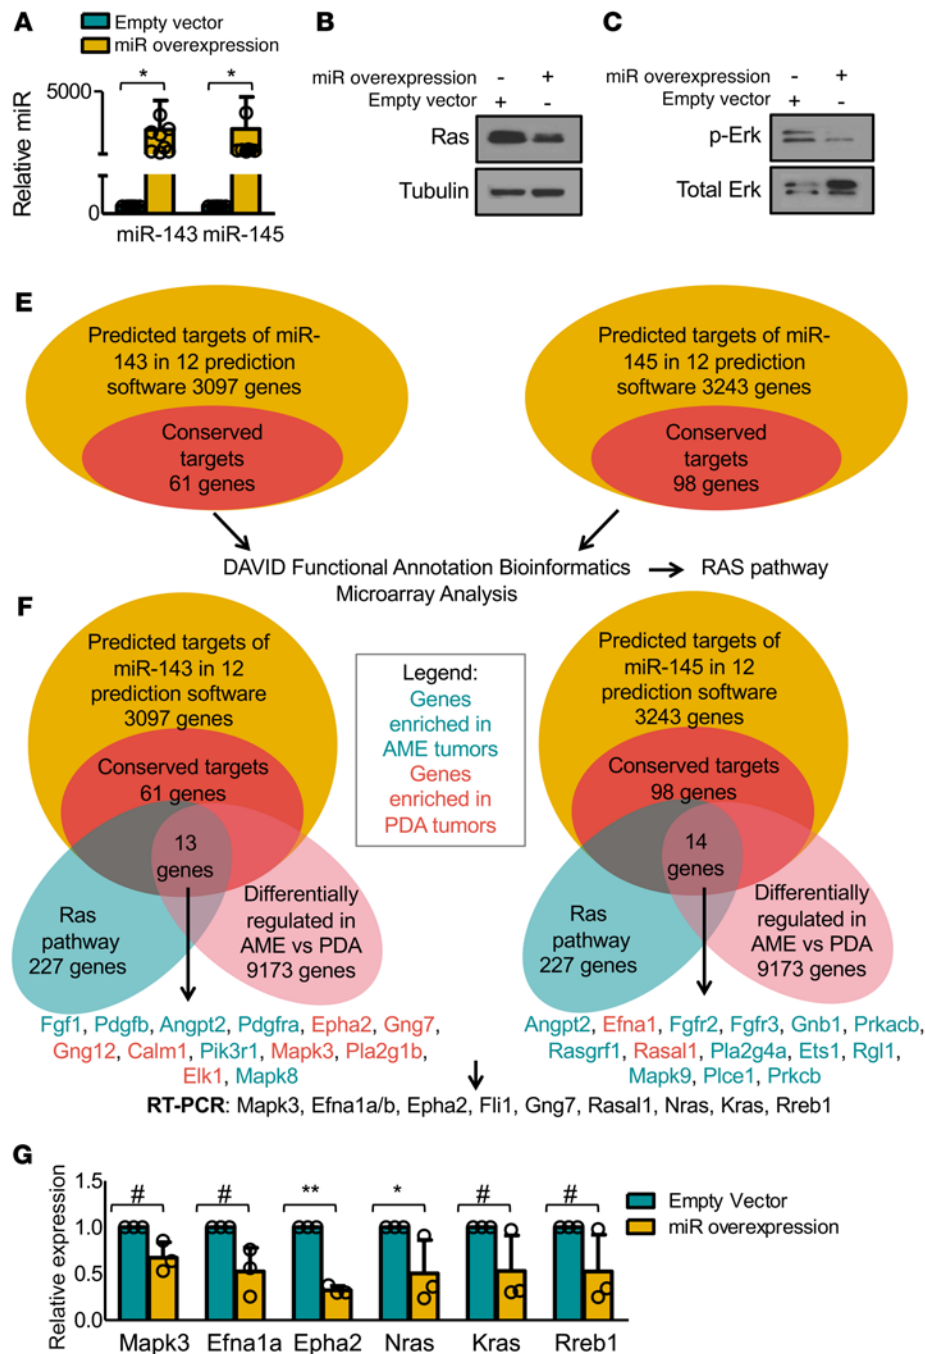 A
Empty vector
miR overexpression
*
*
5000
Relative miR
0
miR-143 miR-145
B
miR overexpression - +
Empty vector + -
Ras
Tubulin
C
miR overexpression - +
Empty vector + -
p-Erk
Total Erk
E
Predicted targets of miR-
143 in 12 prediction
software 3097 genes
Conserved
targets
61 genes
Predicted targets of miR-
145 in 12 prediction
software 3243 genes
Conserved
targets
98 genes
DAVID Functional Annotation Bioinformatics
Microarray Analysis
RAS pathway
F
Predicted targets of
miR-143 in 12
prediction software
3097 genes
Conserved targets
61 genes
13
genes
Ras
pathway
227 genes
Differentially
regulated in
AME vs PDA
9173 genes
Legend:
Genes
enriched in
AME tumors
Genes
enriched in
PDA tumors
Predicted targets of
miR-145 in 12
prediction software
3243 genes
Conserved targets
98 genes
14
genes
Ras
pathway
227 genes
Differentially
regulated in
AME vs PDA
9173 genes
Fgf1, Pdgfb, Angpt2, Pdgfra, Epha2, Gng7,
Gng12, Calm1, Pik3r1, Mapk3, Pla2g1b,
Elk1, Mapk8
Angpt2, Efna1, Fgfr2, Fgfr3, Gnb1, Prkacb,
Rasgrf1, Rasal1, Pla2g4a, Ets1, Rgl1,
Mapk9, Plce1, Prkcb
RT-PCR: Mapk3, Efna1a/b, Epha2, Fli1, Gng7, Rasal1, Nras, Kras, Rreb1
G
Relative expression
1.5
1.0
0.5
0.0
# # ** * # #
Empty Vector
miR overexpression
Mapk3 Efna1a Epha2 Nras Kras Rreb1